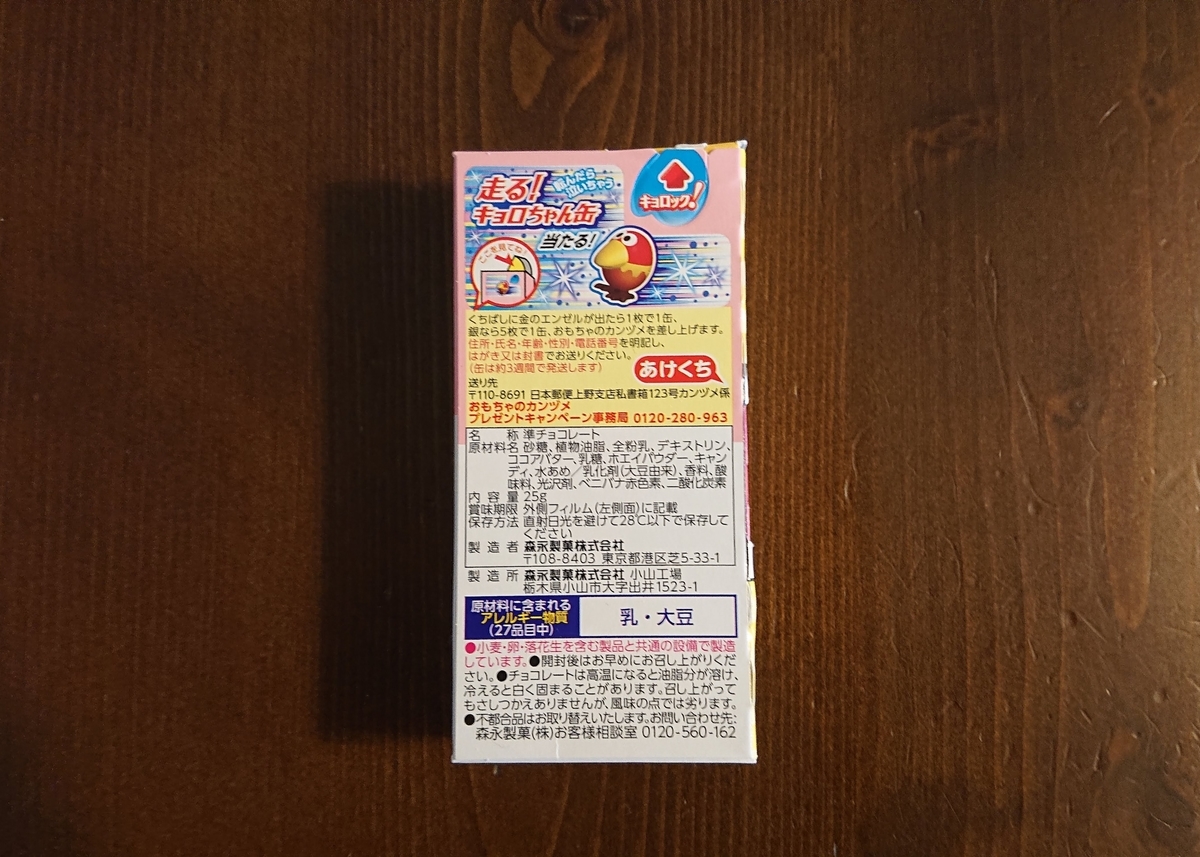 走る!
読んだら
泣いちゃう
キョロちゃん缶
当たる!
キョロック!
ここを見てね
くちばしに金のエンゼルが出たら1枚で1缶、
銀なら5枚で1缶、おもちゃのカンヅメを差し上げます。
住所・氏名・年齢・性別・電話番号を明記し、
はがき又は封書でお送りください。
(缶は約3週間で発送します)
あけくち
送り先
〒110-8691 日本郵便上野支店私書箱123号カンヅメ係
おもちゃのカンヅメ
プレゼントキャンペーン事務局 0120-280-963
名称 準チョコレート
原材料名 砂糖、植物油脂、全粉乳、デキストリン、
ココアバター、乳糖、ホエイパウダー、キャン
ディ、水あめ/乳化剤(大豆由来)、香料、酸
味料、光沢剤、ベニバナ赤色素、二酸化炭素
内容量 25g
賞味期限 外側フィルム(左側面)に記載
保存方法 直射日光を避けて28℃以下で保存して
ください
製造者 森永製菓株式会社
〒108-8403 東京都港区芝5-33-1
製造所 森永製菓株式会社 小山工場
栃木県小山市大字出井1523-1
原材料に含まれる
アレルギー物質
(27品目中)
乳・大豆
●小麦・卵・落花生を含む製品と共通の設備で製造
しています。●開封後はお早めにお召し上がりくだ
さい。●チョコレートは高温になると油脂分が溶け、
冷えると白く固まることがあります。召し上がって
もさしつかえありませんが、風味の点では劣ります。
●不都合品はお取り替えいたします。お問い合わせ先:
森永製菓(株)お客様相談室 0120-560-162